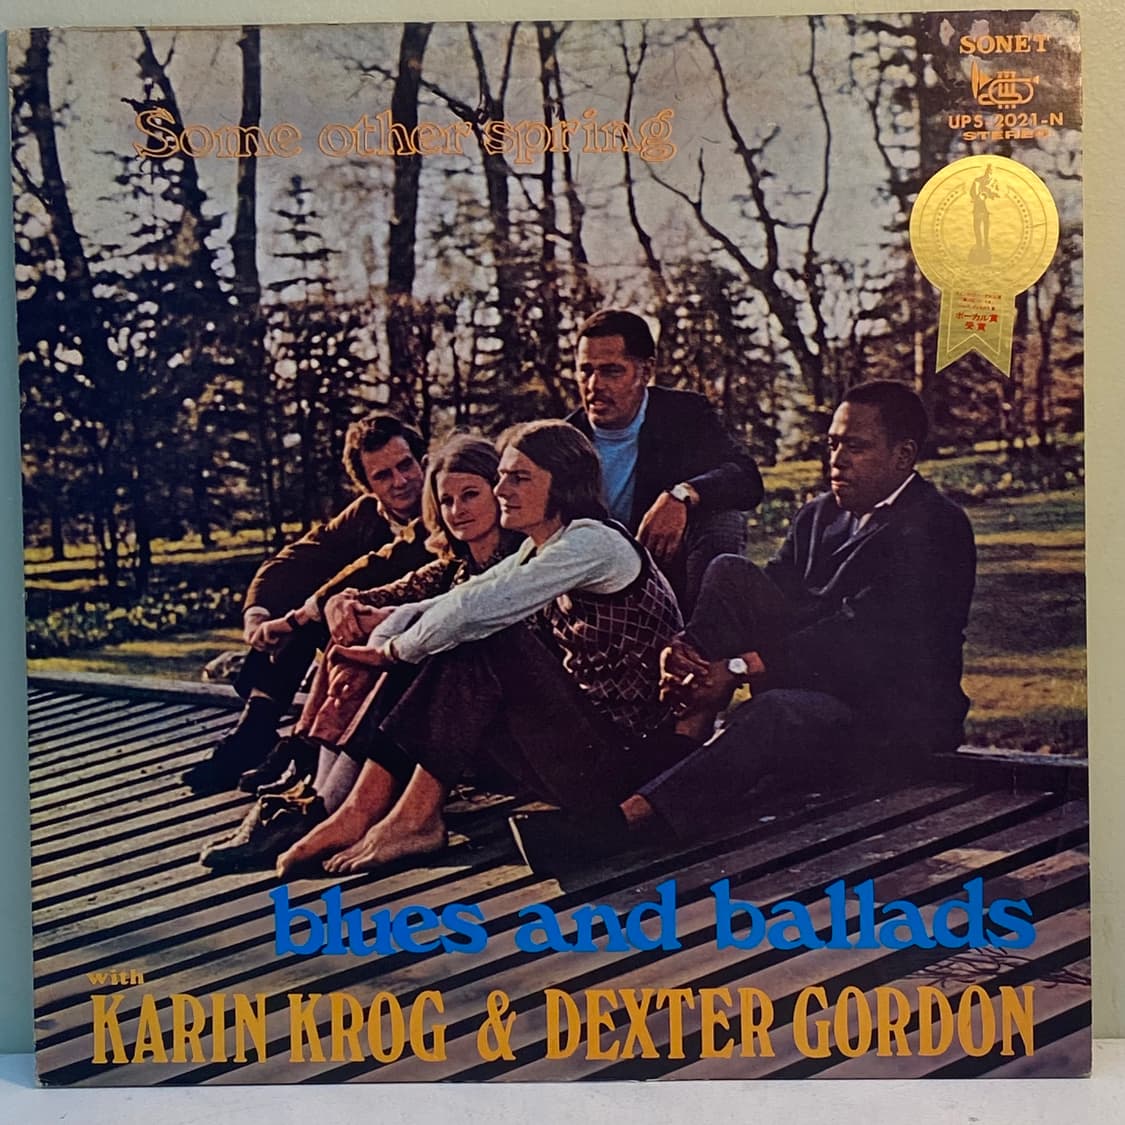 SONET
UPS 2021-N
STEREO
Some other spring
ボーカル賞
受賞
blues and ballads
with
KARIN KROG & DEXTER GORDON